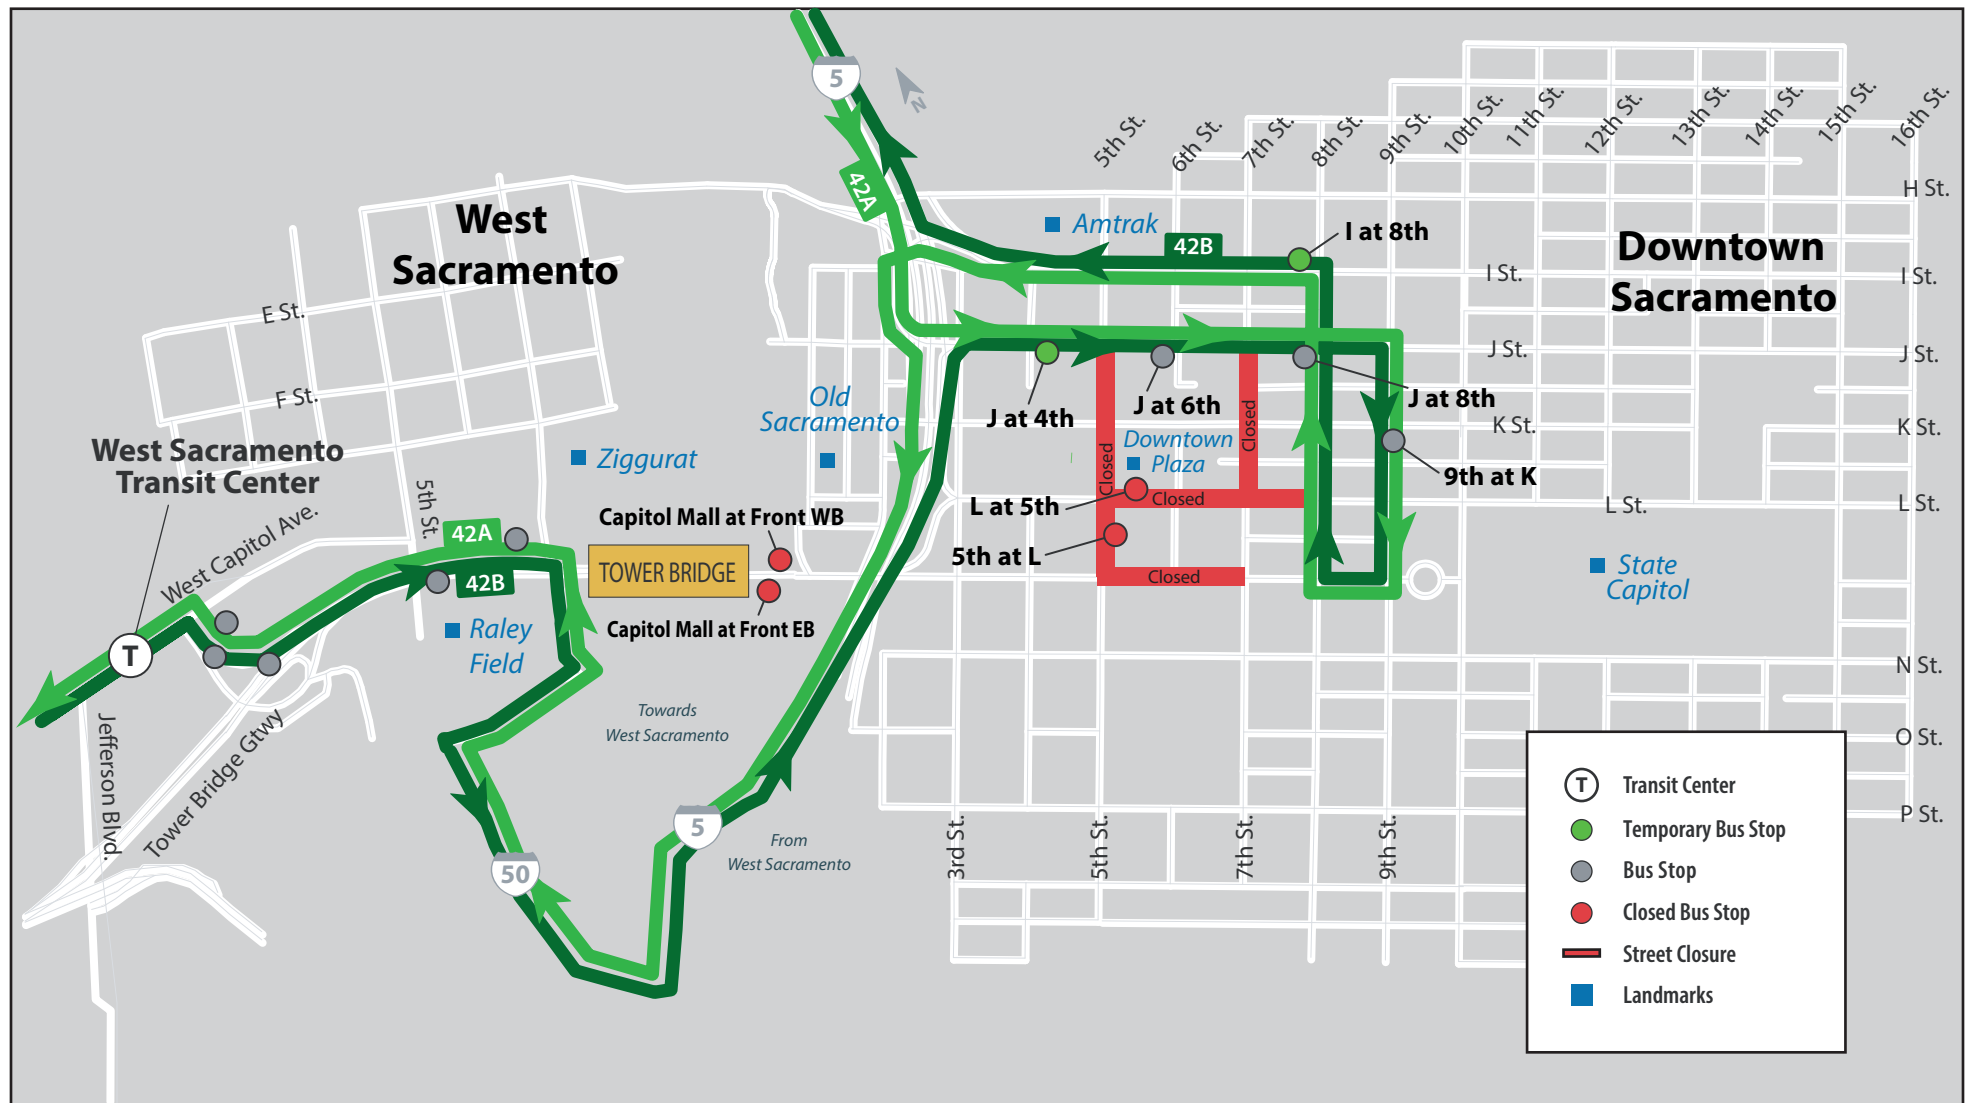 5
N
42A
5th St.
6th St.
7th St.
8th St.
9th St.
10th St.
11th St.
12th St.
13th St.
14th St.
15th St.
16th St.
H St.
West
Sacramento
Amtrak
42B
I at 8th
Downtown
Sacramento
I St.
I St.
E St.
F St.
J St.
J St.
Old
Sacramento
J at 4th
J at 6th
J at 8th
Closed
Closed
Downtown
Plaza
K St.
K St.
West Sacramento
Transit Center
Ziggurat
9th at K
Closed
L at 5th
L St.
L St.
5th St.
West Capitol Ave.
42A
42B
Capitol Mall at Front WB
TOWER BRIDGE
Capitol Mall at Front EB
5th at L
Closed
State
Capitol
T
Raley
Field
N St.
Towards
West Sacramento
Jefferson Blvd.
Tower Bridge Gtwy
O St.
P St.
5
50
From
West Sacramento
3rd St.
5th St.
7th St.
9th St.
T
Transit Center
Temporary Bus Stop
Bus Stop
Closed Bus Stop
Street Closure
Landmarks